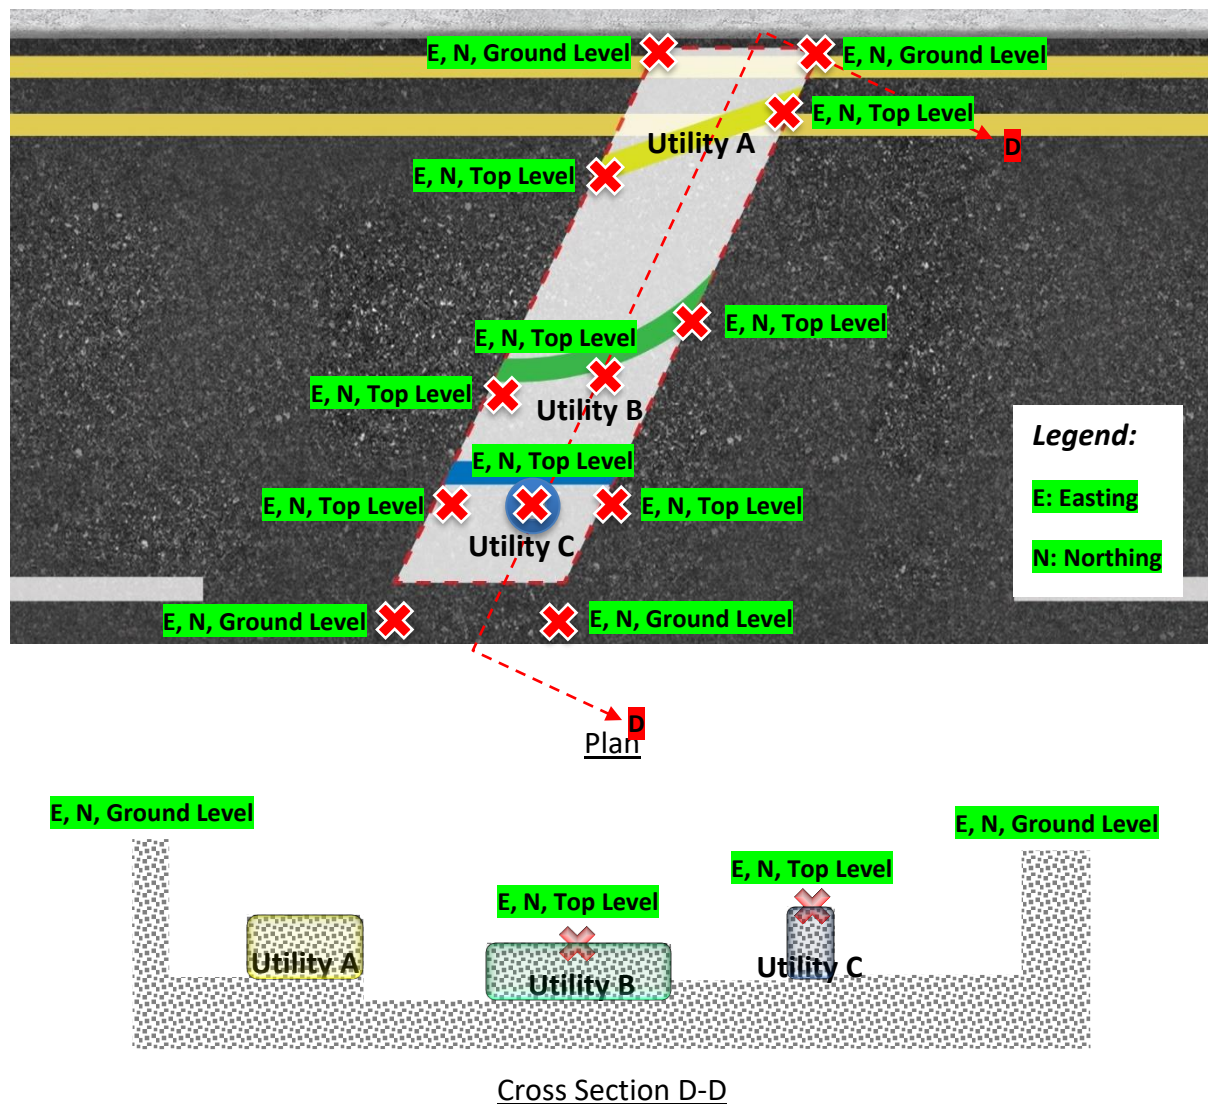 E, N, Ground Level
E, N, Ground Level
E, N, Top Level
Utility A
D
E, N, Top Level
E, N, Top Level
E, N, Top Level
E, N, Top Level
Utility B
Legend:
E, N, Top Level
E: Easting
E, N, Top Level
E, N, Top Level
Utility C
N: Northing
E, N, Ground Level
E, N, Ground Level
D
Plan
E, N, Ground Level
E, N, Ground Level
E, N, Top Level
E, N, Top Level
Utility A
Utility B
Utility C
Cross Section D-D